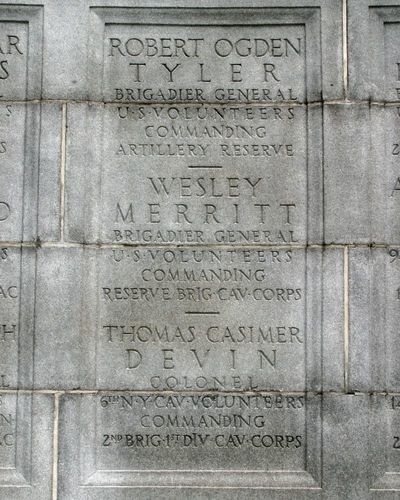 ROBERT OGDEN
TYLER
BRIGADIER GENERAL
U·S·VOLUNTEERS
COMMANDING
ARTILLERY RESERVE
WESLEY
MERRITT
BRIGADIER GENERAL
U·S·VOLUNTEERS
COMMANDING
RESERVE BRIG·CAV·CORPS
THOMAS CASIMER
DEVIN
COLONEL
6TH·N·Y·CAV·VOLUNTEERS
COMMANDING
2ND BRIG·1ST DIV·CAV·CORPS